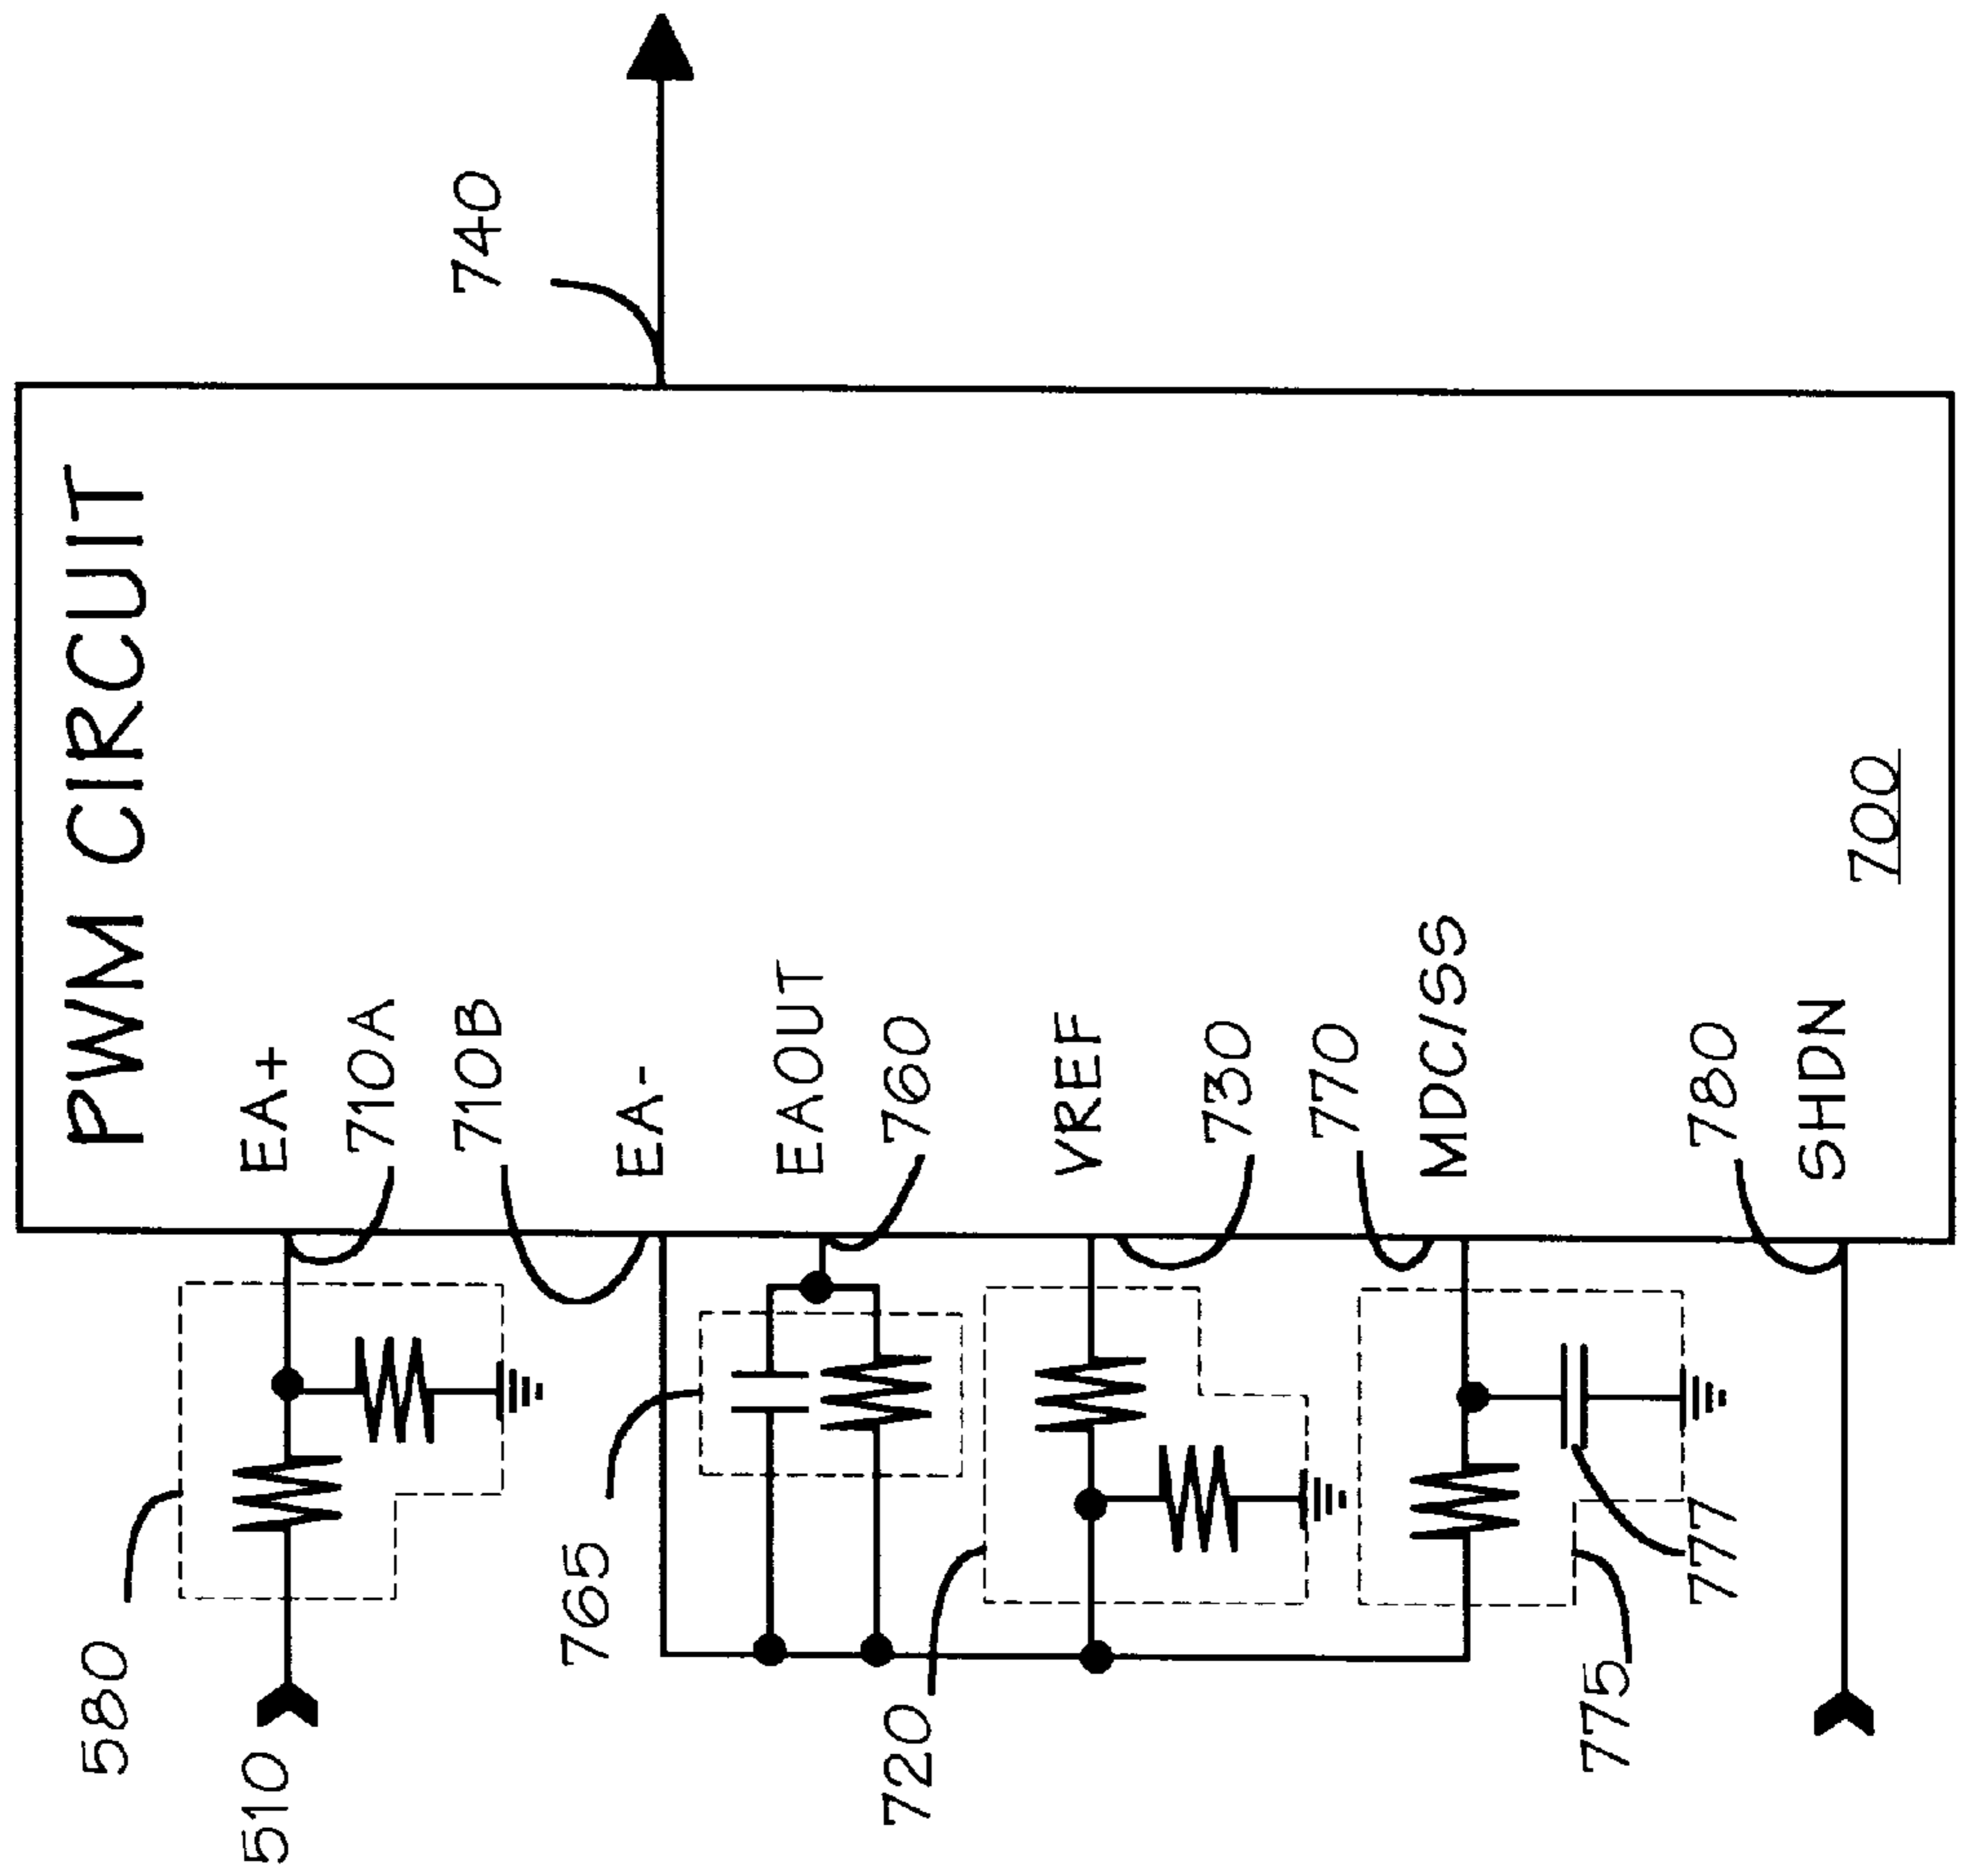 PWM CIRCUIT
580
510
EA+
710A
710B
740
EA-
765
EAOUT
760
720
VREF
730
770
MDC/SS
775
777
780
SHDN
700